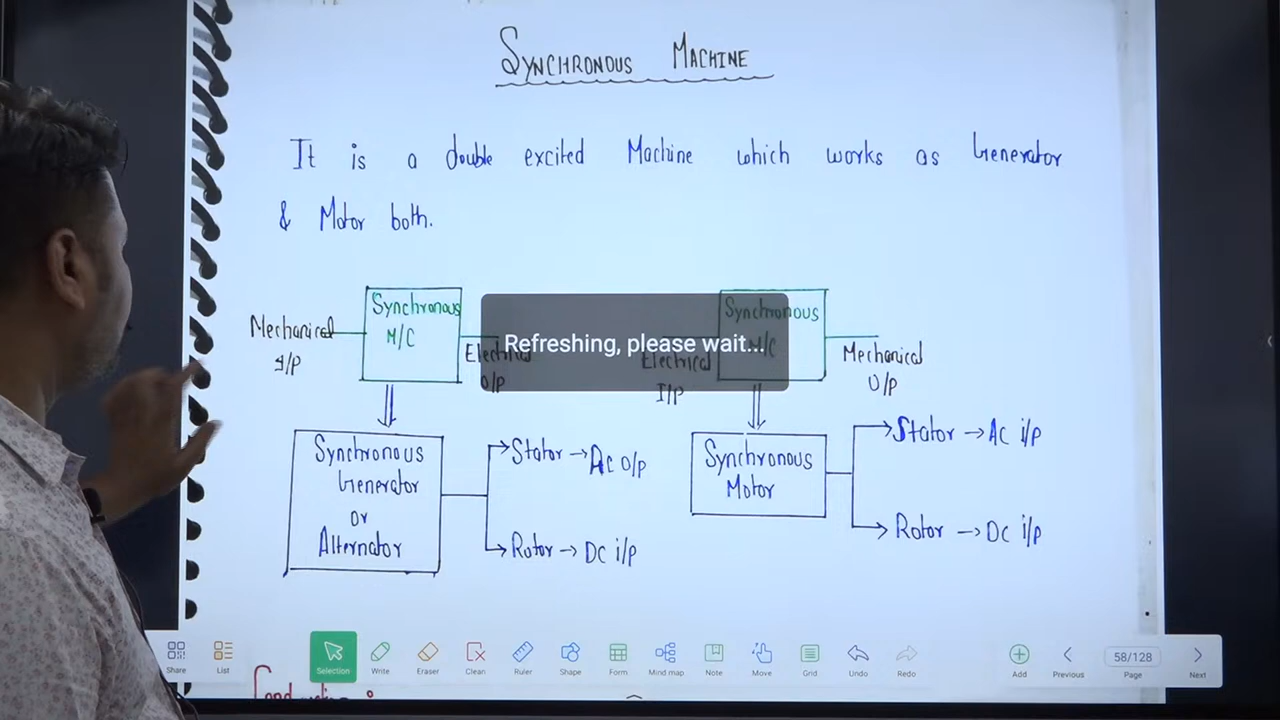 SYNCHRONOUS MACHINE
It is a double excited Machine which works as Generator
& Motor both.
Mechanical
I/P
Synchronous
M/C
Electrical
O/P
Refreshing, please wait...
Electrical
I/P
Synchronous
M/C
Mechanical
O/P
Synchronous
Generator
Or
Alternator
Stator → Ac O/P
Rotor → Dc i/p
Synchronous
Motor
Stator → Ac i/p
Rotor → Dc i/p
Share
List
Selection
Write
Eraser
Clean
Ruler
Shape
Form
Mind map
Note
Move
Grid
Undo
Redo
Add
Previous
58/128
Page
Next